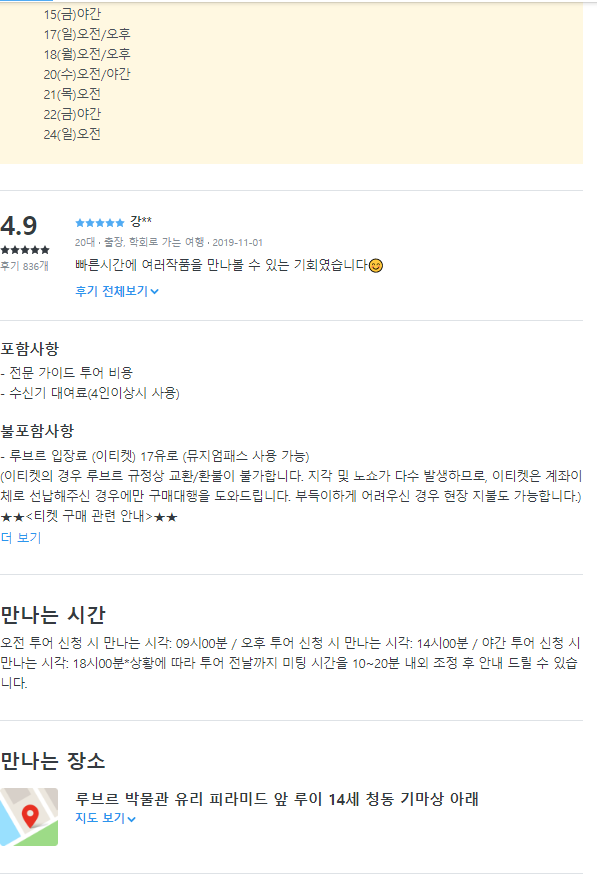 15(금)야간
17(일)오전/오후
18(월)오전/오후
20(수)오전/야간
21(목)오전
22(금)야간
24(일)오전
4.9
★★★★★
후기 836개
★★★★★ 강**
20대 · 출장, 학회로 가는 여행 · 2019-11-01
빠른시간에 여러작품을 만나볼 수 있는 기회였습니다😊
후기 전체보기
포함사항
- 전문 가이드 투어 비용
- 수신기 대여료(4인이상시 사용)
불포함사항
- 루브르 입장료 (이티켓) 17유로 (뮤지엄패스 사용 가능)
(이티켓의 경우 루브르 규정상 교환/환불이 불가합니다. 지각 및 노쇼가 다수 발생하므로, 이티켓은 계좌이
체로 선납해주신 경우에만 구매대행을 도와드립니다. 부득이하게 어려우신 경우 현장 지불도 가능합니다.)
★★<티켓 구매 관련 안내>★★
더 보기
만나는 시간
오전 투어 신청 시 만나는 시각: 09시00분 / 오후 투어 신청 시 만나는 시각: 14시00분 / 야간 투어 신청 시
만나는 시각: 18시00분*상황에 따라 투어 전날까지 미팅 시간을 10~20분 내외 조정 후 안내 드릴 수 있습
니다.
만나는 장소
루브르 박물관 유리 피라미드 앞 루이 14세 청동 기마상 아래
지도 보기